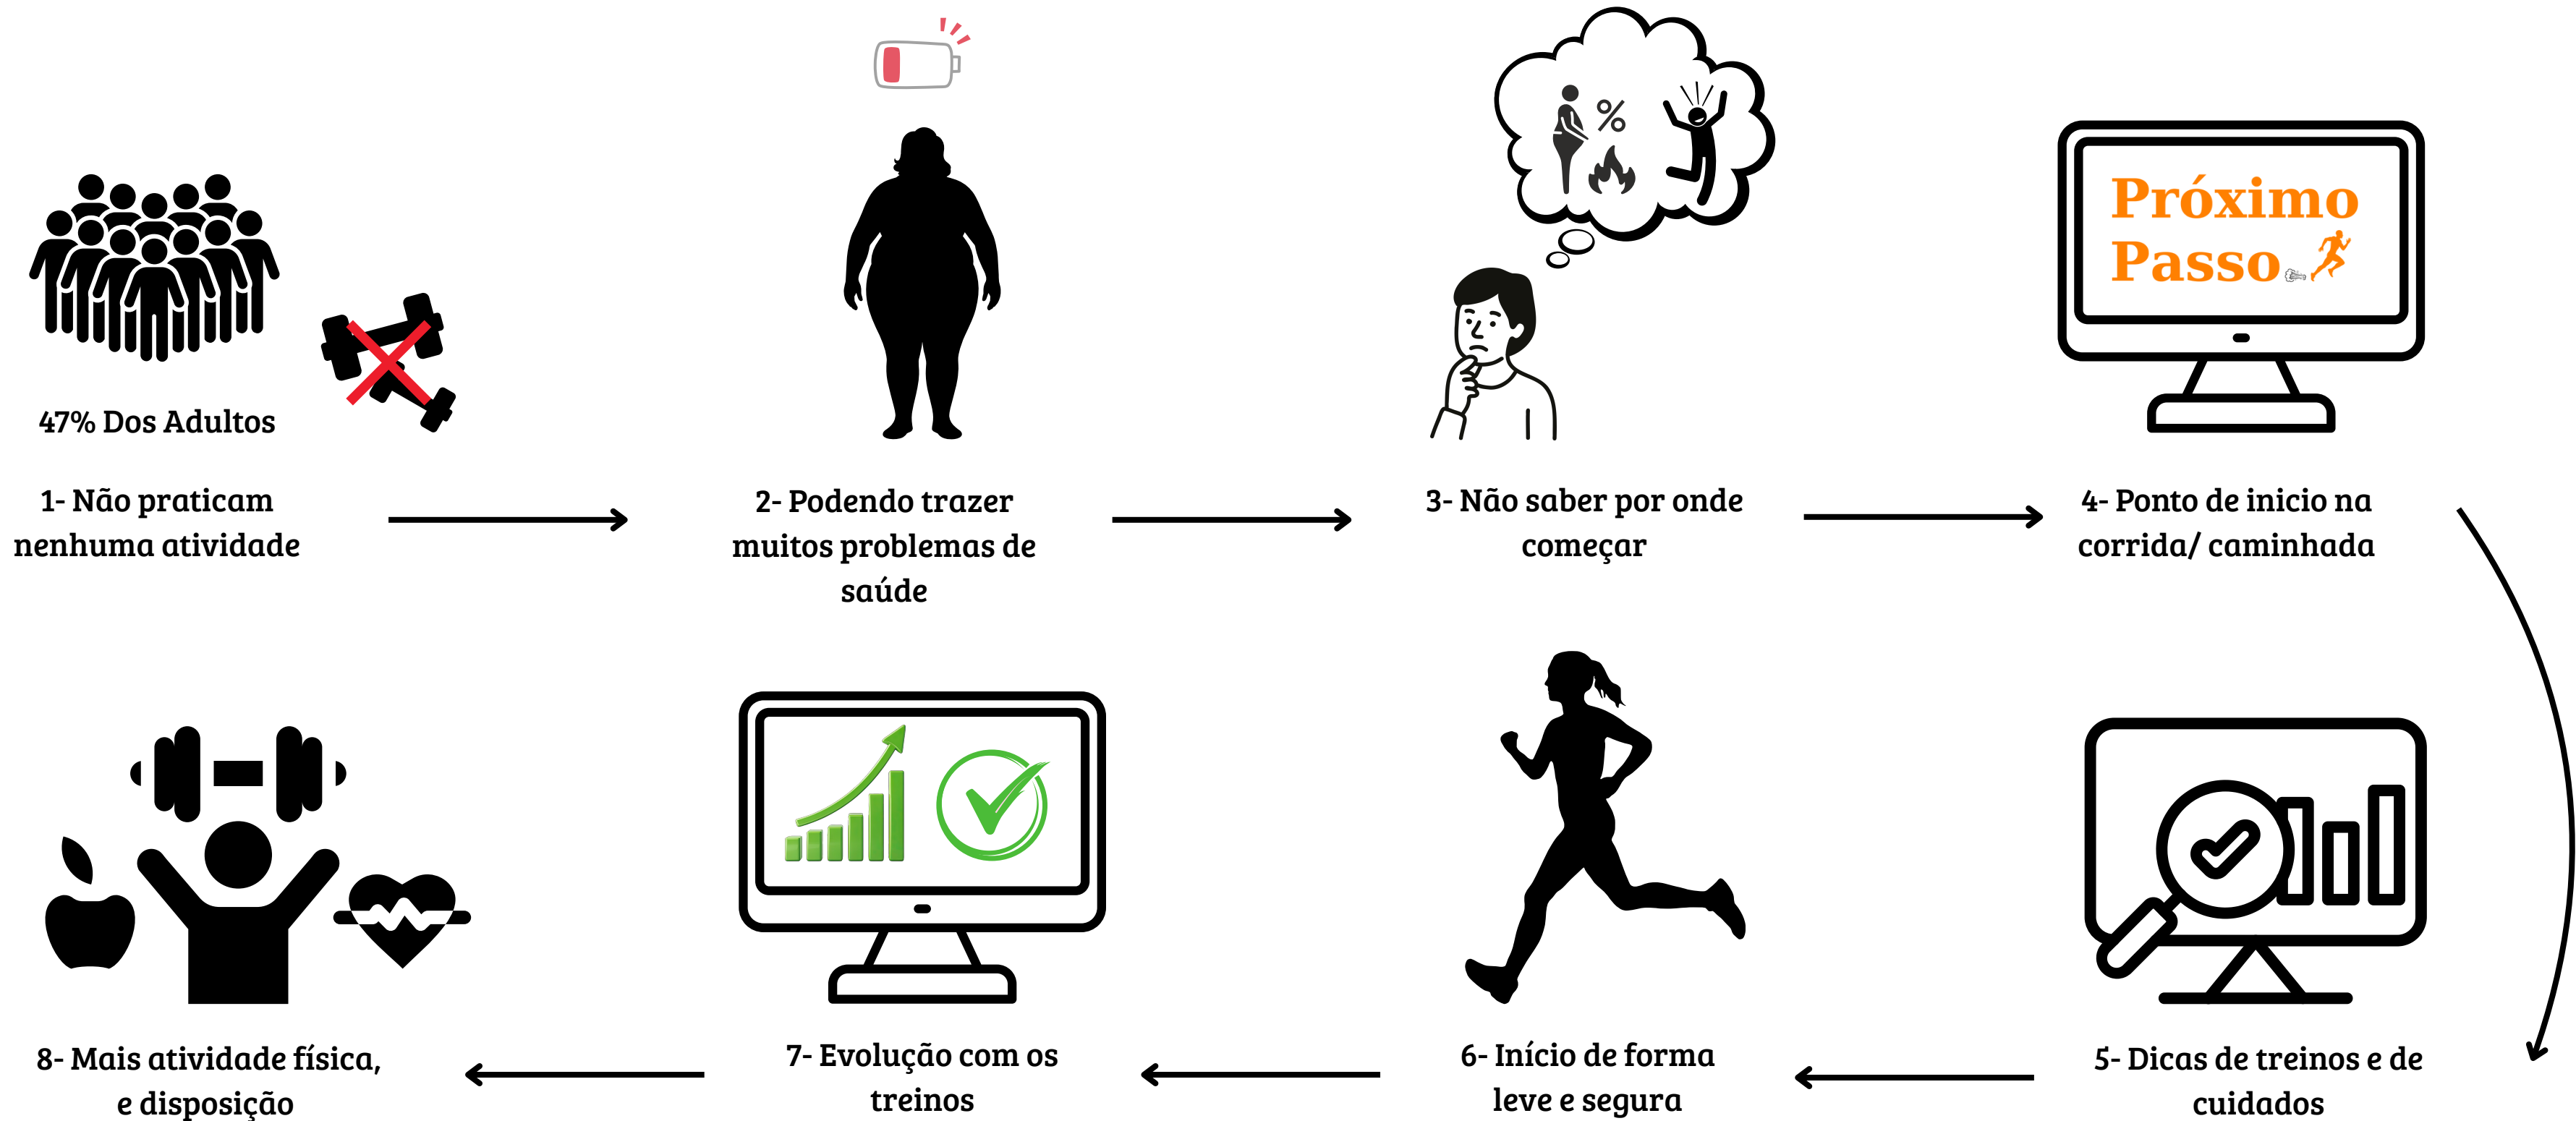 47% Dos Adultos
1- Não praticam
nenhuma atividade
2- Podendo trazer
muitos problemas de
saúde
%
3- Não saber por onde
começar
Próximo
Passo
4- Ponto de inicio na
corrida/ caminhada
5- Dicas de treinos e de
cuidados
6- Início de forma
leve e segura
7- Evolução com os
treinos
8- Mais atividade física,
e disposição